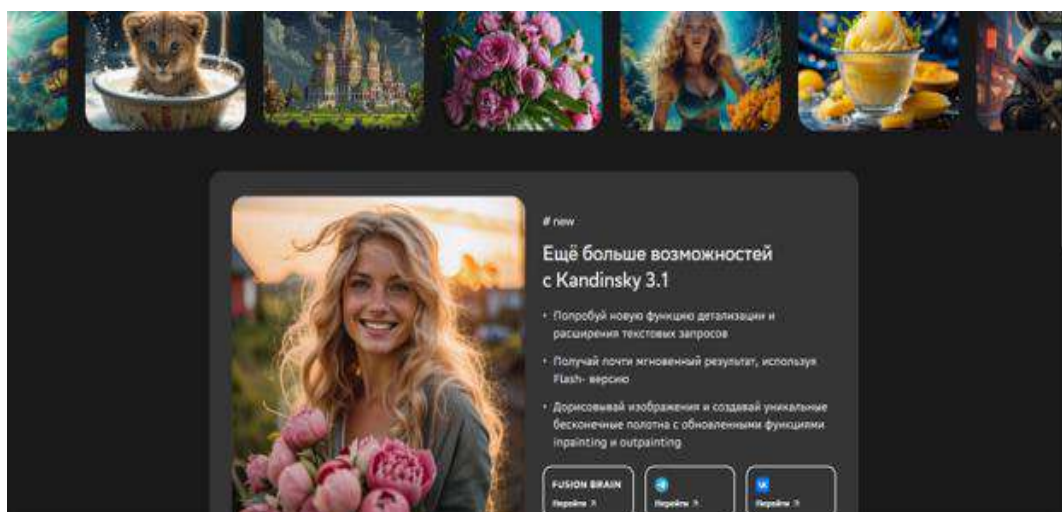 # new
Ещё больше возможностей
с Kandinsky 3.1
• Попробуй новую функцию детализации и
расширения текстовых запросов
• Получай почти мгновенный результат, используя
Flash- версию
• Дорисовывай изображения и создавай уникальные
бесконечные полотна с обновленными функциями
inpainting и outpainting
FUSION BRAIN
Перейти
Перейти
Перейти